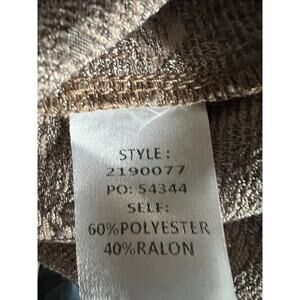 STYLE:
2190077
PO: 54344
SELF:
60%POLYESTER
40%RALON